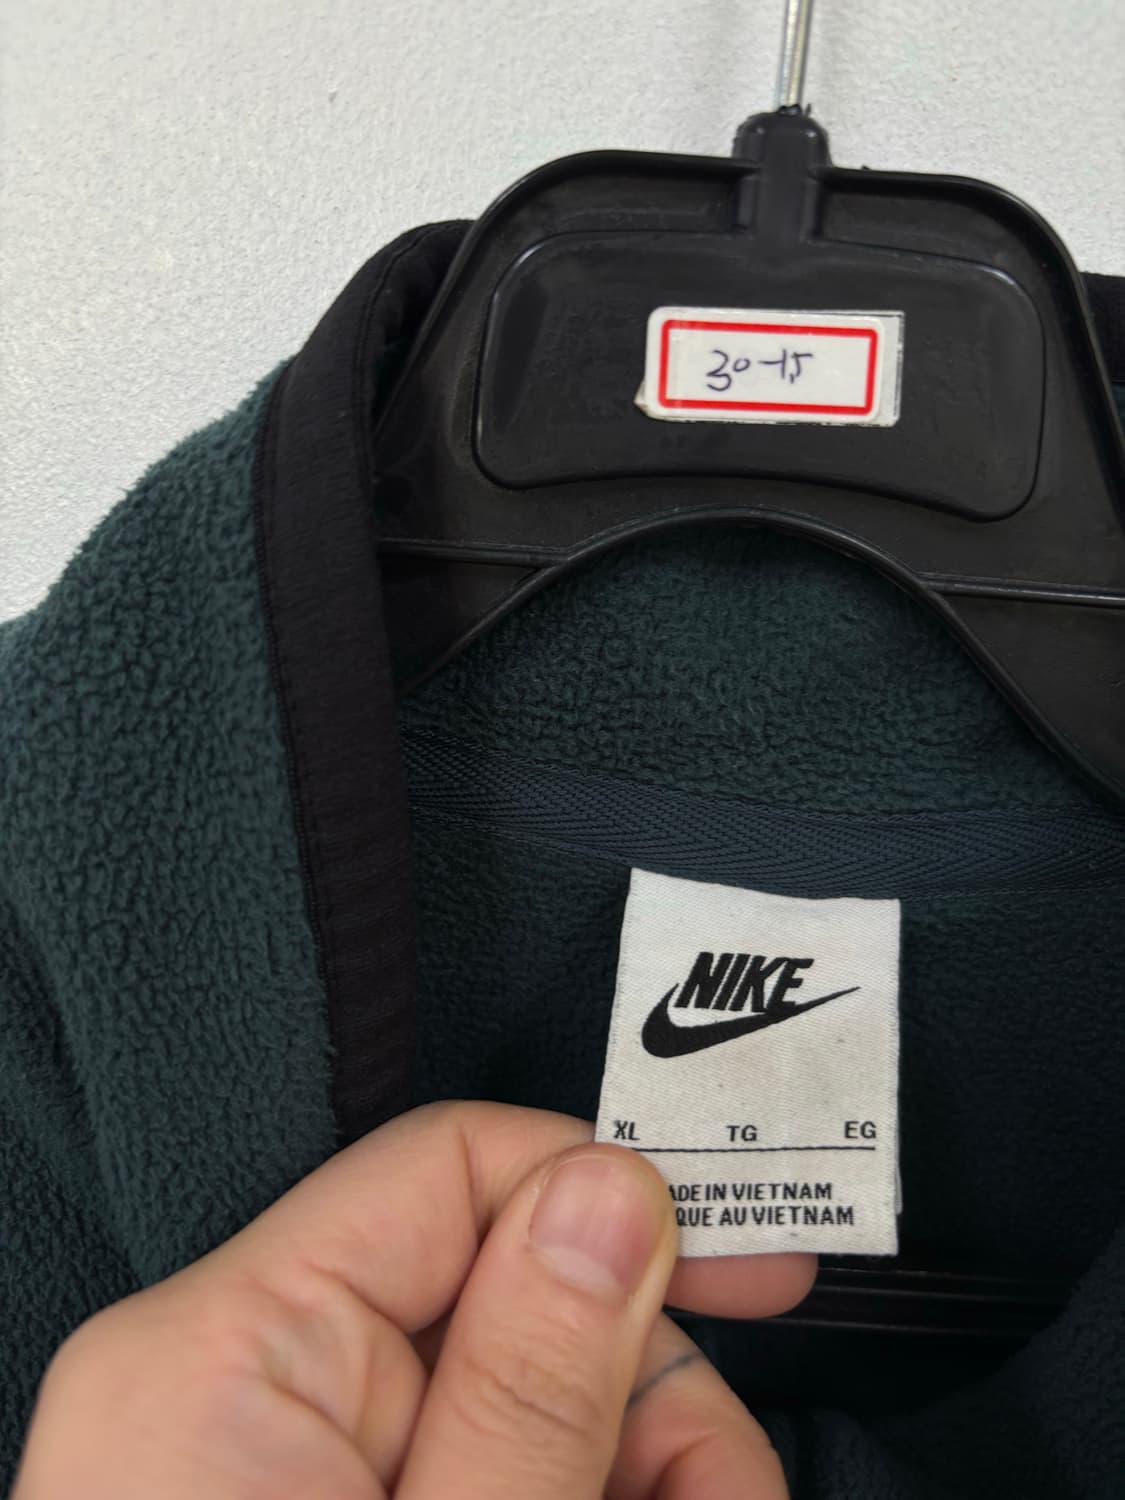 30-15
NIKE
XL TG EG
ADE IN VIETNAM
QUE AU VIETNAM